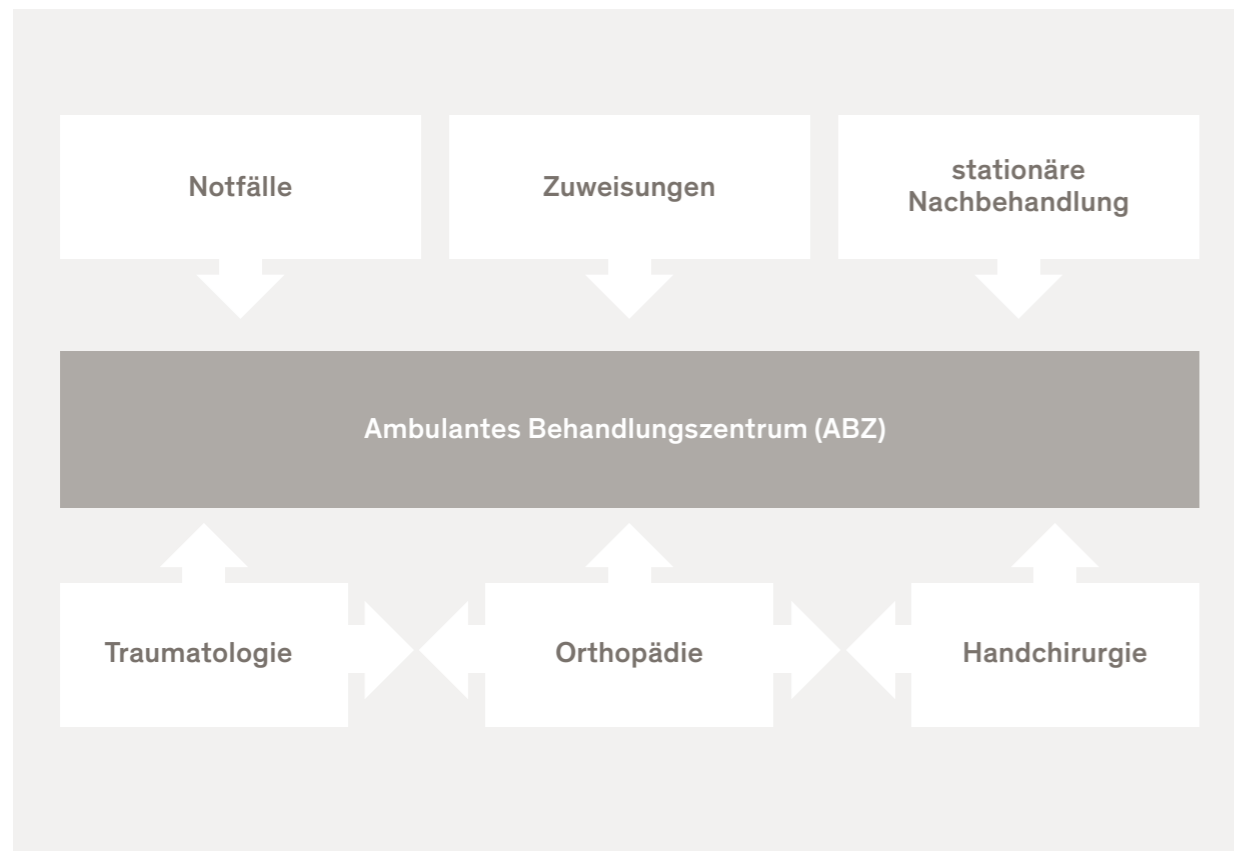 Notfälle
Zuweisungen
stationäre
Nachbehandlung
Ambulantes Behandlungszentrum (ABZ)
Traumatologie
Orthopädie
Handchirurgie